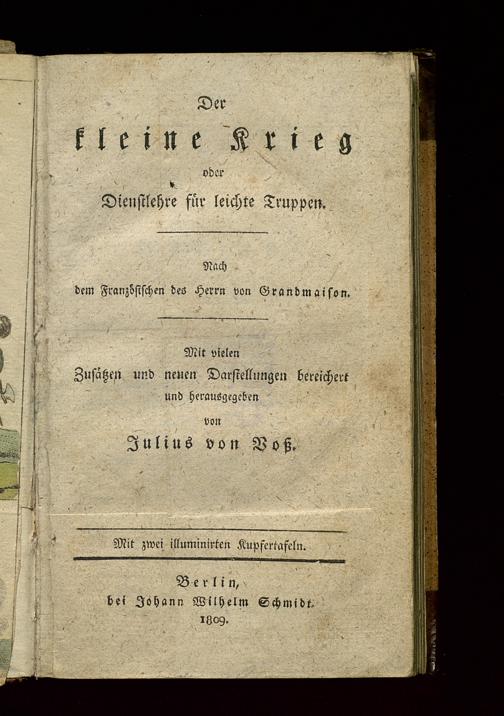 Der
kleine Krieg
oder
Dienstlehre für leichte Truppen.
Nach
dem Französischen des Herrn von Grandmaison.
Mit vielen
Zusätzen und neuen Darstellungen bereichert
und herausgegeben
von
Julius von Voß.
Mit zwei illuminirten Kupfertafeln.
Berlin,
bei Johann Wilhelm Schmidt.
1809.